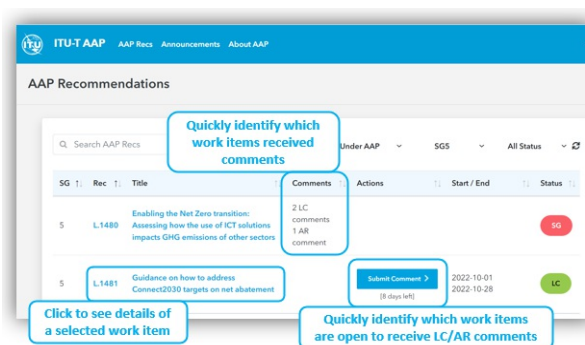 ITU-T AAP AAP Recs Announcements About AAP
AAP Recommendations
Quickly identify which
work items received
comments
Search AAP Recs
Under AAP
SG5
All Status
SG Rec Title Comments Actions Start / End Status
5 L.1480
Enabling the Net Zero transition:
Assessing how the use of ICT solutions
impacts GHG emissions of other sectors
2 LC
comments
1 AR
comment
SG
5 L.1481
Guidance on how to address
Connect2030 targets on net abatement
Submit Comment >
[8 days left]
2022-10-01
2022-10-28
LC
Click to see details of
a selected work item
Quickly identify which work items
are open to receive LC/AR comments